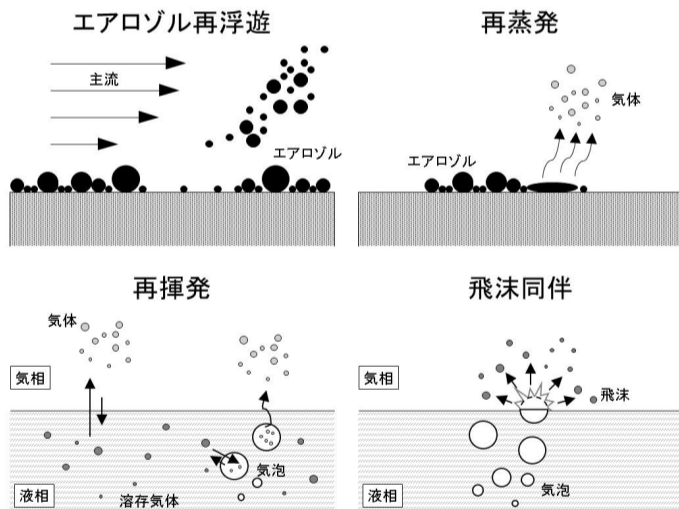 エアロゾル再浮遊
主流
エアロゾル
再蒸発
気体
エアロゾル
再揮発
気体
気相
気泡
液相
溶存気体
飛沫同伴
気相
飛沫
気泡
液相